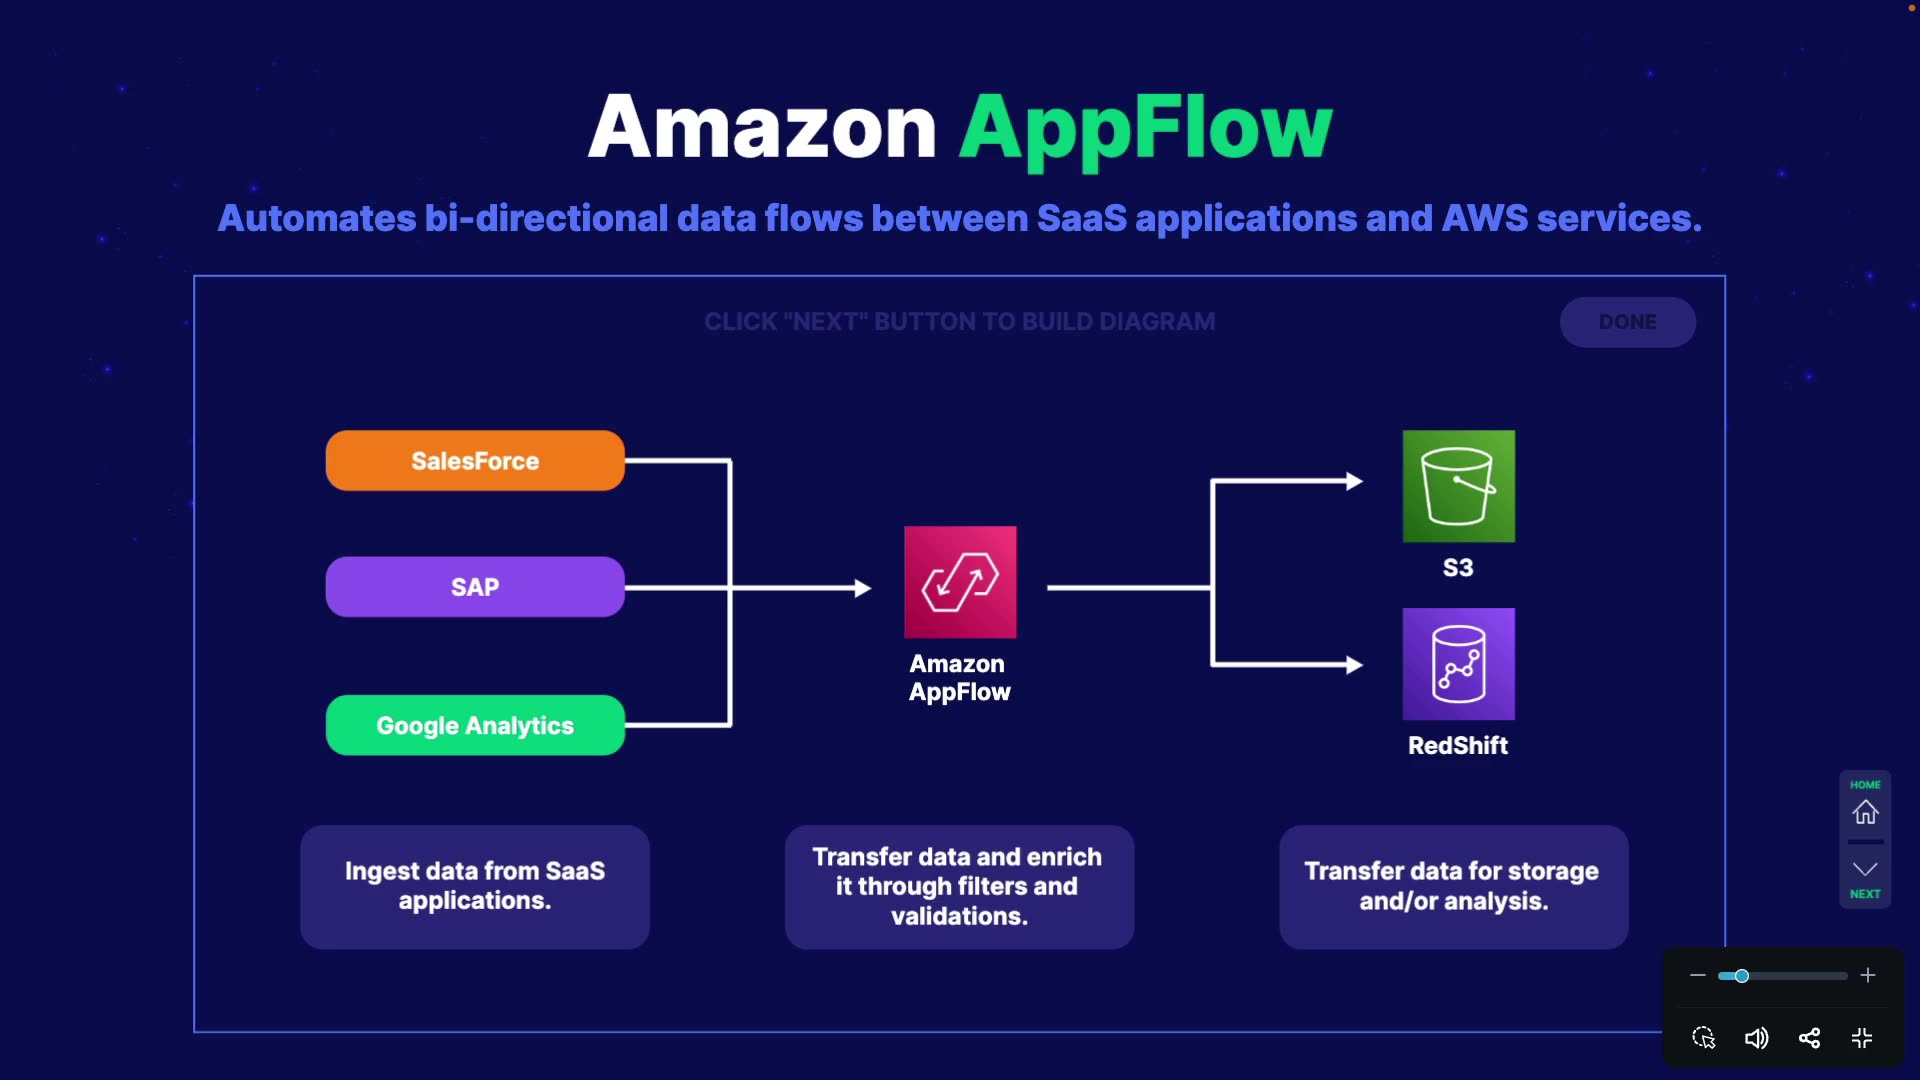 Amazon AppFlow
Automates bi-directional data flows between SaaS applications and AWS services.
CLICK "NEXT" BUTTON TO BUILD DIAGRAM
DONE
SalesForce
SAP
Google Analytics
Amazon
AppFlow
S3
RedShift
Ingest data from SaaS
applications.
Transfer data and enrich
it through filters and
validations.
Transfer data for storage
and/or analysis.
HOME
NEXT